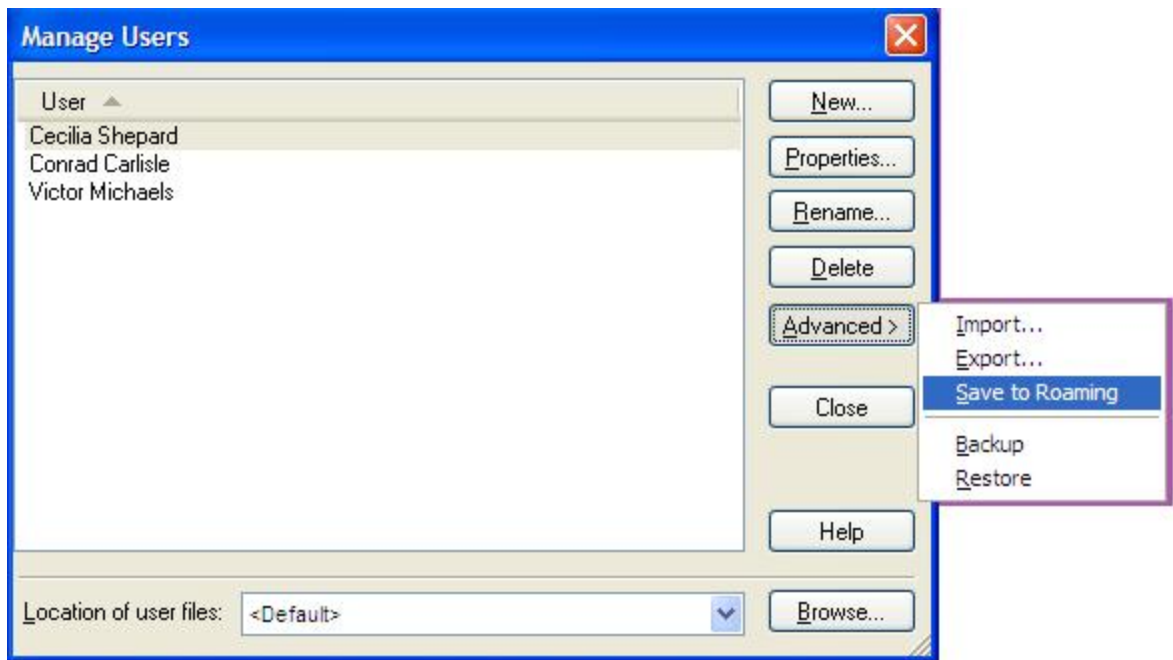 Manage Users
User
Cecilia Shepard
Conrad Carlisle
Victor Michaels
New...
Properties...
Rename...
Delete
Advanced >
Import...
Export...
Save to Roaming
Backup
Restore
Close
Help
Location of user files: <Default>
Browse...